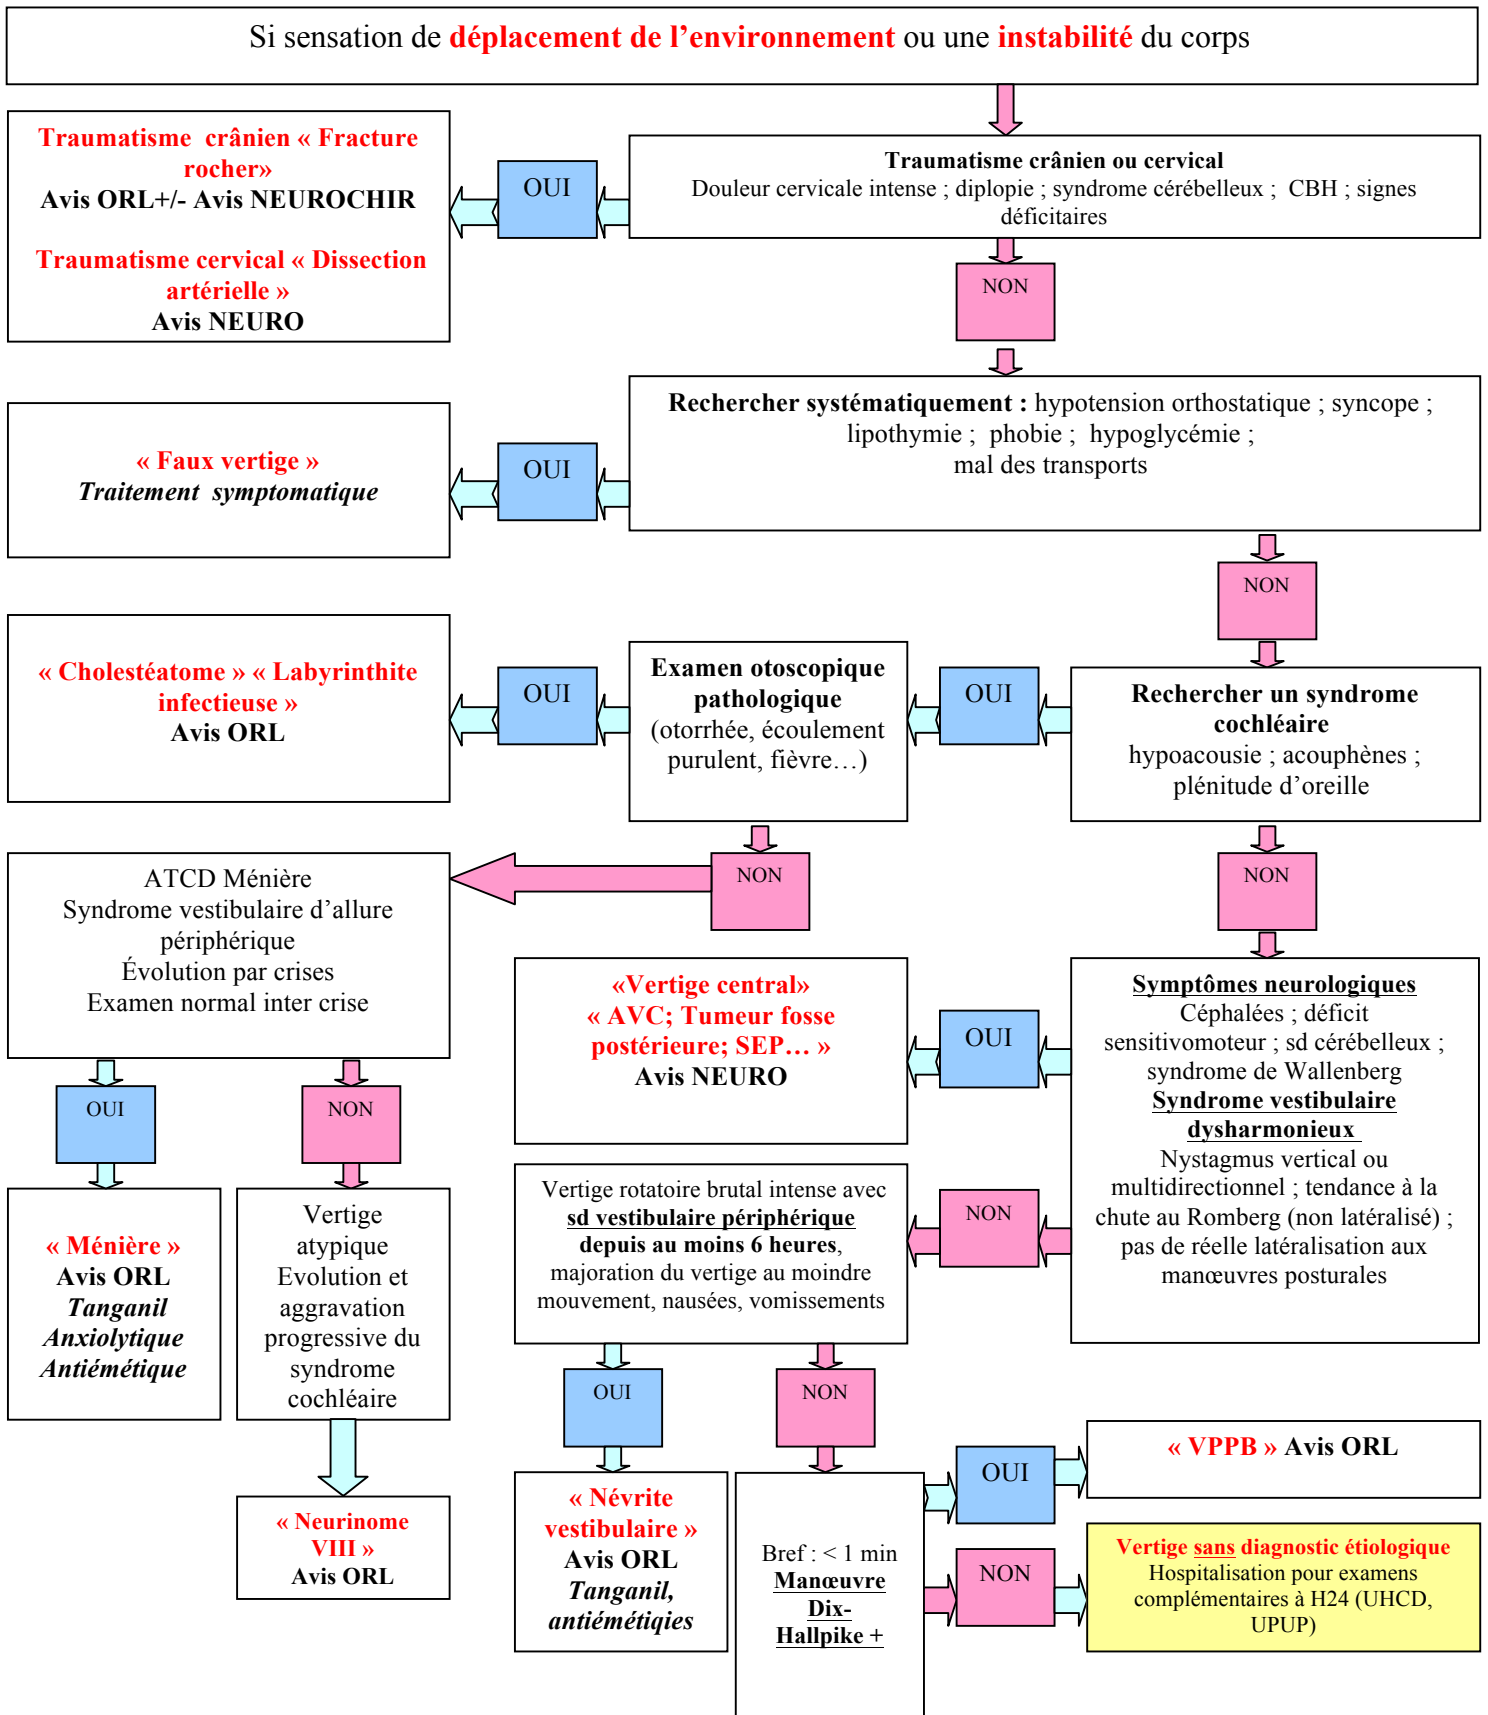 Si sensation de déplacement de l’environnement ou une instabilité du corps
Traumatisme crânien « Fracture
rocher»
Avis ORL+/- Avis NEUROCHIR
Traumatisme cervical « Dissection
artérielle »
Avis NEURO
OUI
Traumatisme crânien ou cervical
Douleur cervicale intense ; diplopie ; syndrome cérébelleux ; CBH ; signes
déficitaires
NON
« Faux vertige »
Traitement symptomatique
OUI
Rechercher systématiquement : hypotension orthostatique ; syncope ;
lipothymie ; phobie ; hypoglycémie ;
mal des transports
NON
« Cholestéatome » « Labyrinthite
infectieuse »
Avis ORL
OUI
Examen otoscopique
pathologique
(otorrhée, écoulement
purulent, fièvre…)
OUI
Rechercher un syndrome
cochléaire
hypoacousie ; acouphènes ;
plénitude d’oreille
NON
NON
ATCD Ménière
Syndrome vestibulaire d’allure
périphérique
Évolution par crises
Examen normal inter crise
«Vertige central»
« AVC; Tumeur fosse
postérieure; SEP… »
Avis NEURO
OUI
Symptômes neurologiques
Céphalées ; déficit
sensitivomoteur ; sd cérébelleux ;
syndrome de Wallenberg
Syndrome vestibulaire
dysharmonieux
Nystagmus vertical ou
multidirectionnel ; tendance à la
chute au Romberg (non latéralisé) ;
pas de réelle latéralisation aux
manœuvres posturales
OUI
NON
Vertige rotatoire brutal intense avec
sd vestibulaire périphérique
depuis au moins 6 heures,
majoration du vertige au moindre
mouvement, nausées, vomissements
NON
« Ménière »
Avis ORL
Tanganil
Anxiolytique
Antiémétique
Vertige
atypique
Evolution et
aggravation
progressive du
syndrome
cochléaire
OUI
NON
« Neurinome
VIII »
Avis ORL
« Névrite
vestibulaire »
Avis ORL
Tanganil,
antiémétiqies
Bref : < 1 min
Manœuvre
Dix-
Hallpike +
OUI
« VPPB » Avis ORL
NON
Vertige sans diagnostic étiologique
Hospitalisation pour examens
complémentaires à H24 (UHCD,
UPUP)